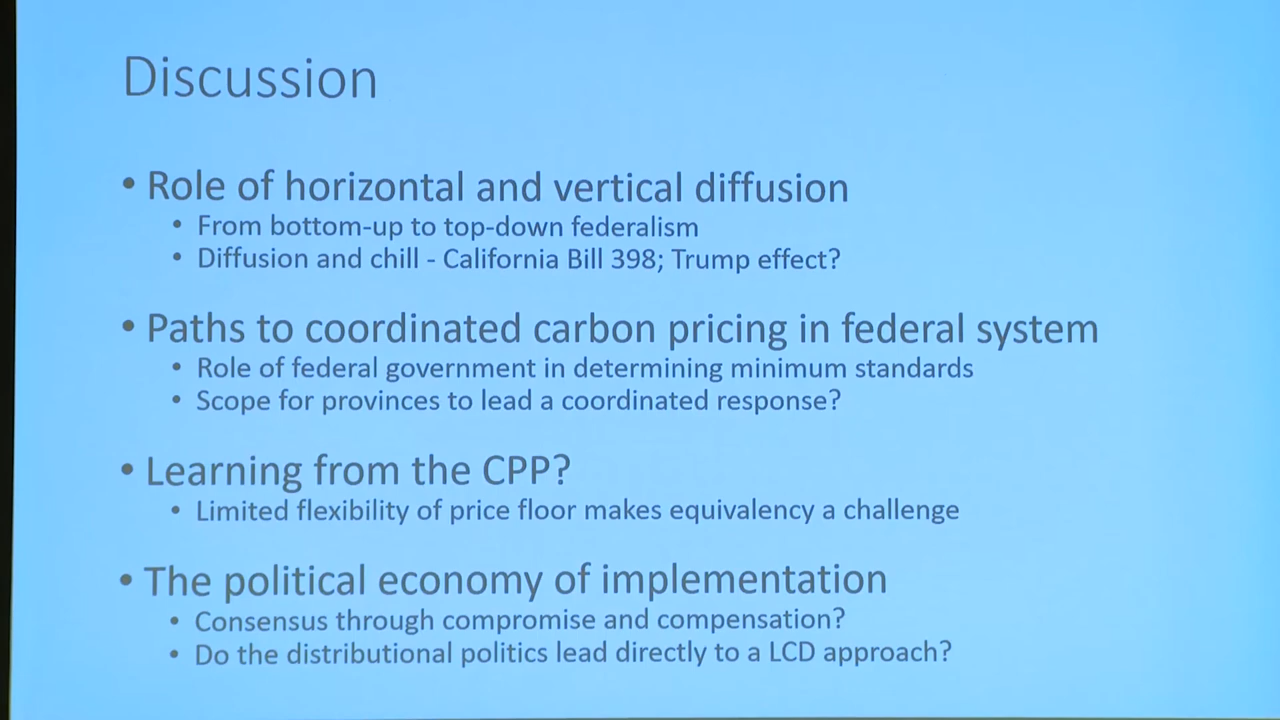 Discussion
• Role of horizontal and vertical diffusion
• From bottom-up to top-down federalism
• Diffusion and chill - California Bill 398; Trump effect?
• Paths to coordinated carbon pricing in federal system
• Role of federal government in determining minimum standards
• Scope for provinces to lead a coordinated response?
• Learning from the CPP?
• Limited flexibility of price floor makes equivalency a challenge
• The political economy of implementation
• Consensus through compromise and compensation?
• Do the distributional politics lead directly to a LCD approach?